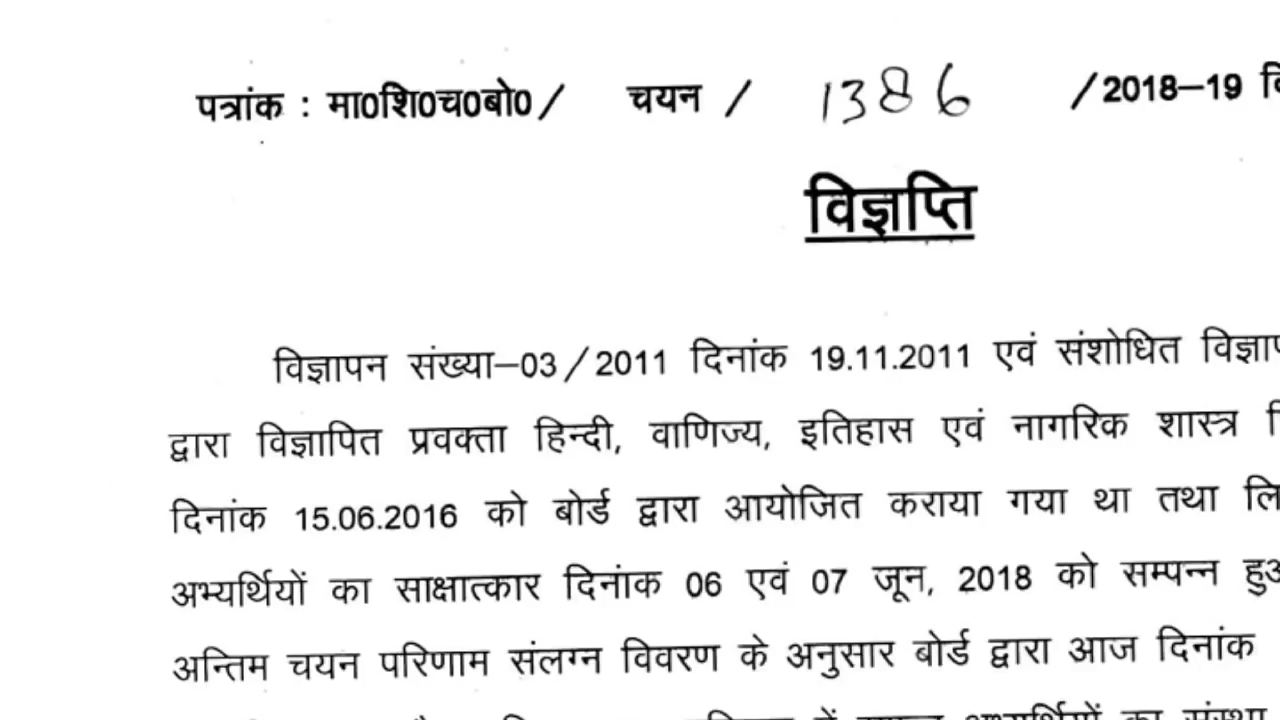 पत्रांक : मा0शि0च0बो0/ चयन / 1386 /2018–19
विज्ञप्ति
विज्ञापन संख्या–03/2011 दिनांक 19.11.2011 एवं संशोधित
द्वारा विज्ञापित प्रवक्ता हिन्दी, वाणिज्य, इतिहास एवं नागरिक शास्त्र
दिनांक 15.06.2016 को बोर्ड द्वारा आयोजित कराया गया था तथा
अभ्यर्थियों का साक्षात्कार दिनांक 06 एवं 07 जून, 2018 को सम्पन्न
अन्तिम चयन परिणाम संलग्न विवरण के अनुसार बोर्ड द्वारा आज दिनांक